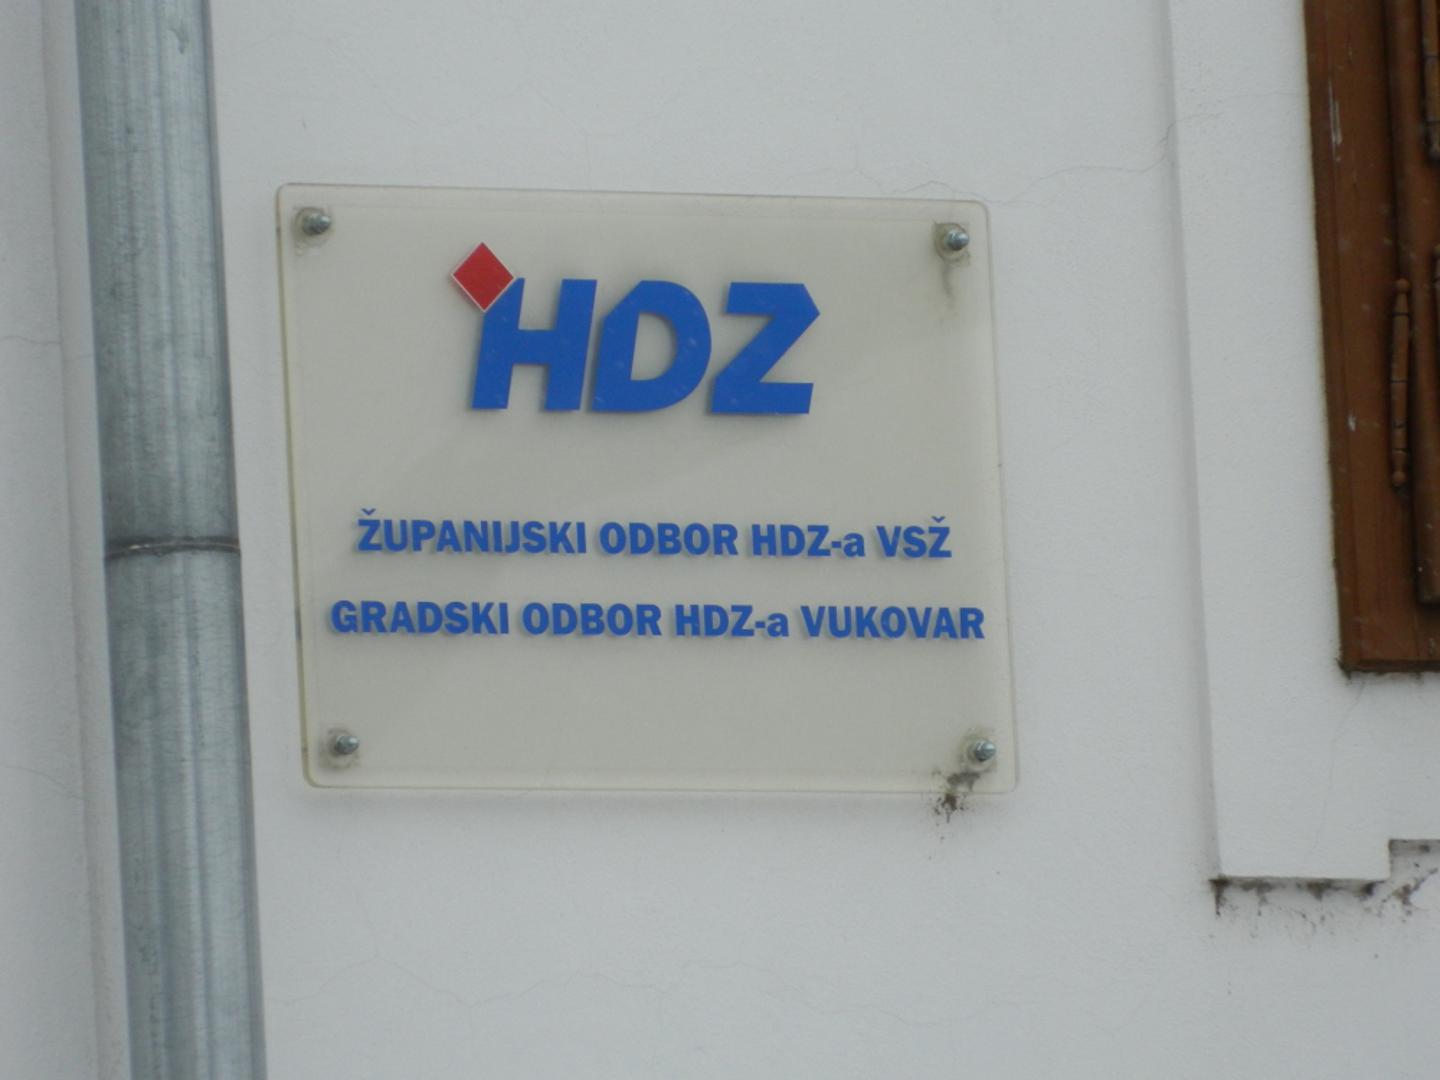 HDZ
ŽUPANIJSKI ODBOR HDZ-a VSŽ
GRADSKI ODBOR HDZ-a VUKOVAR